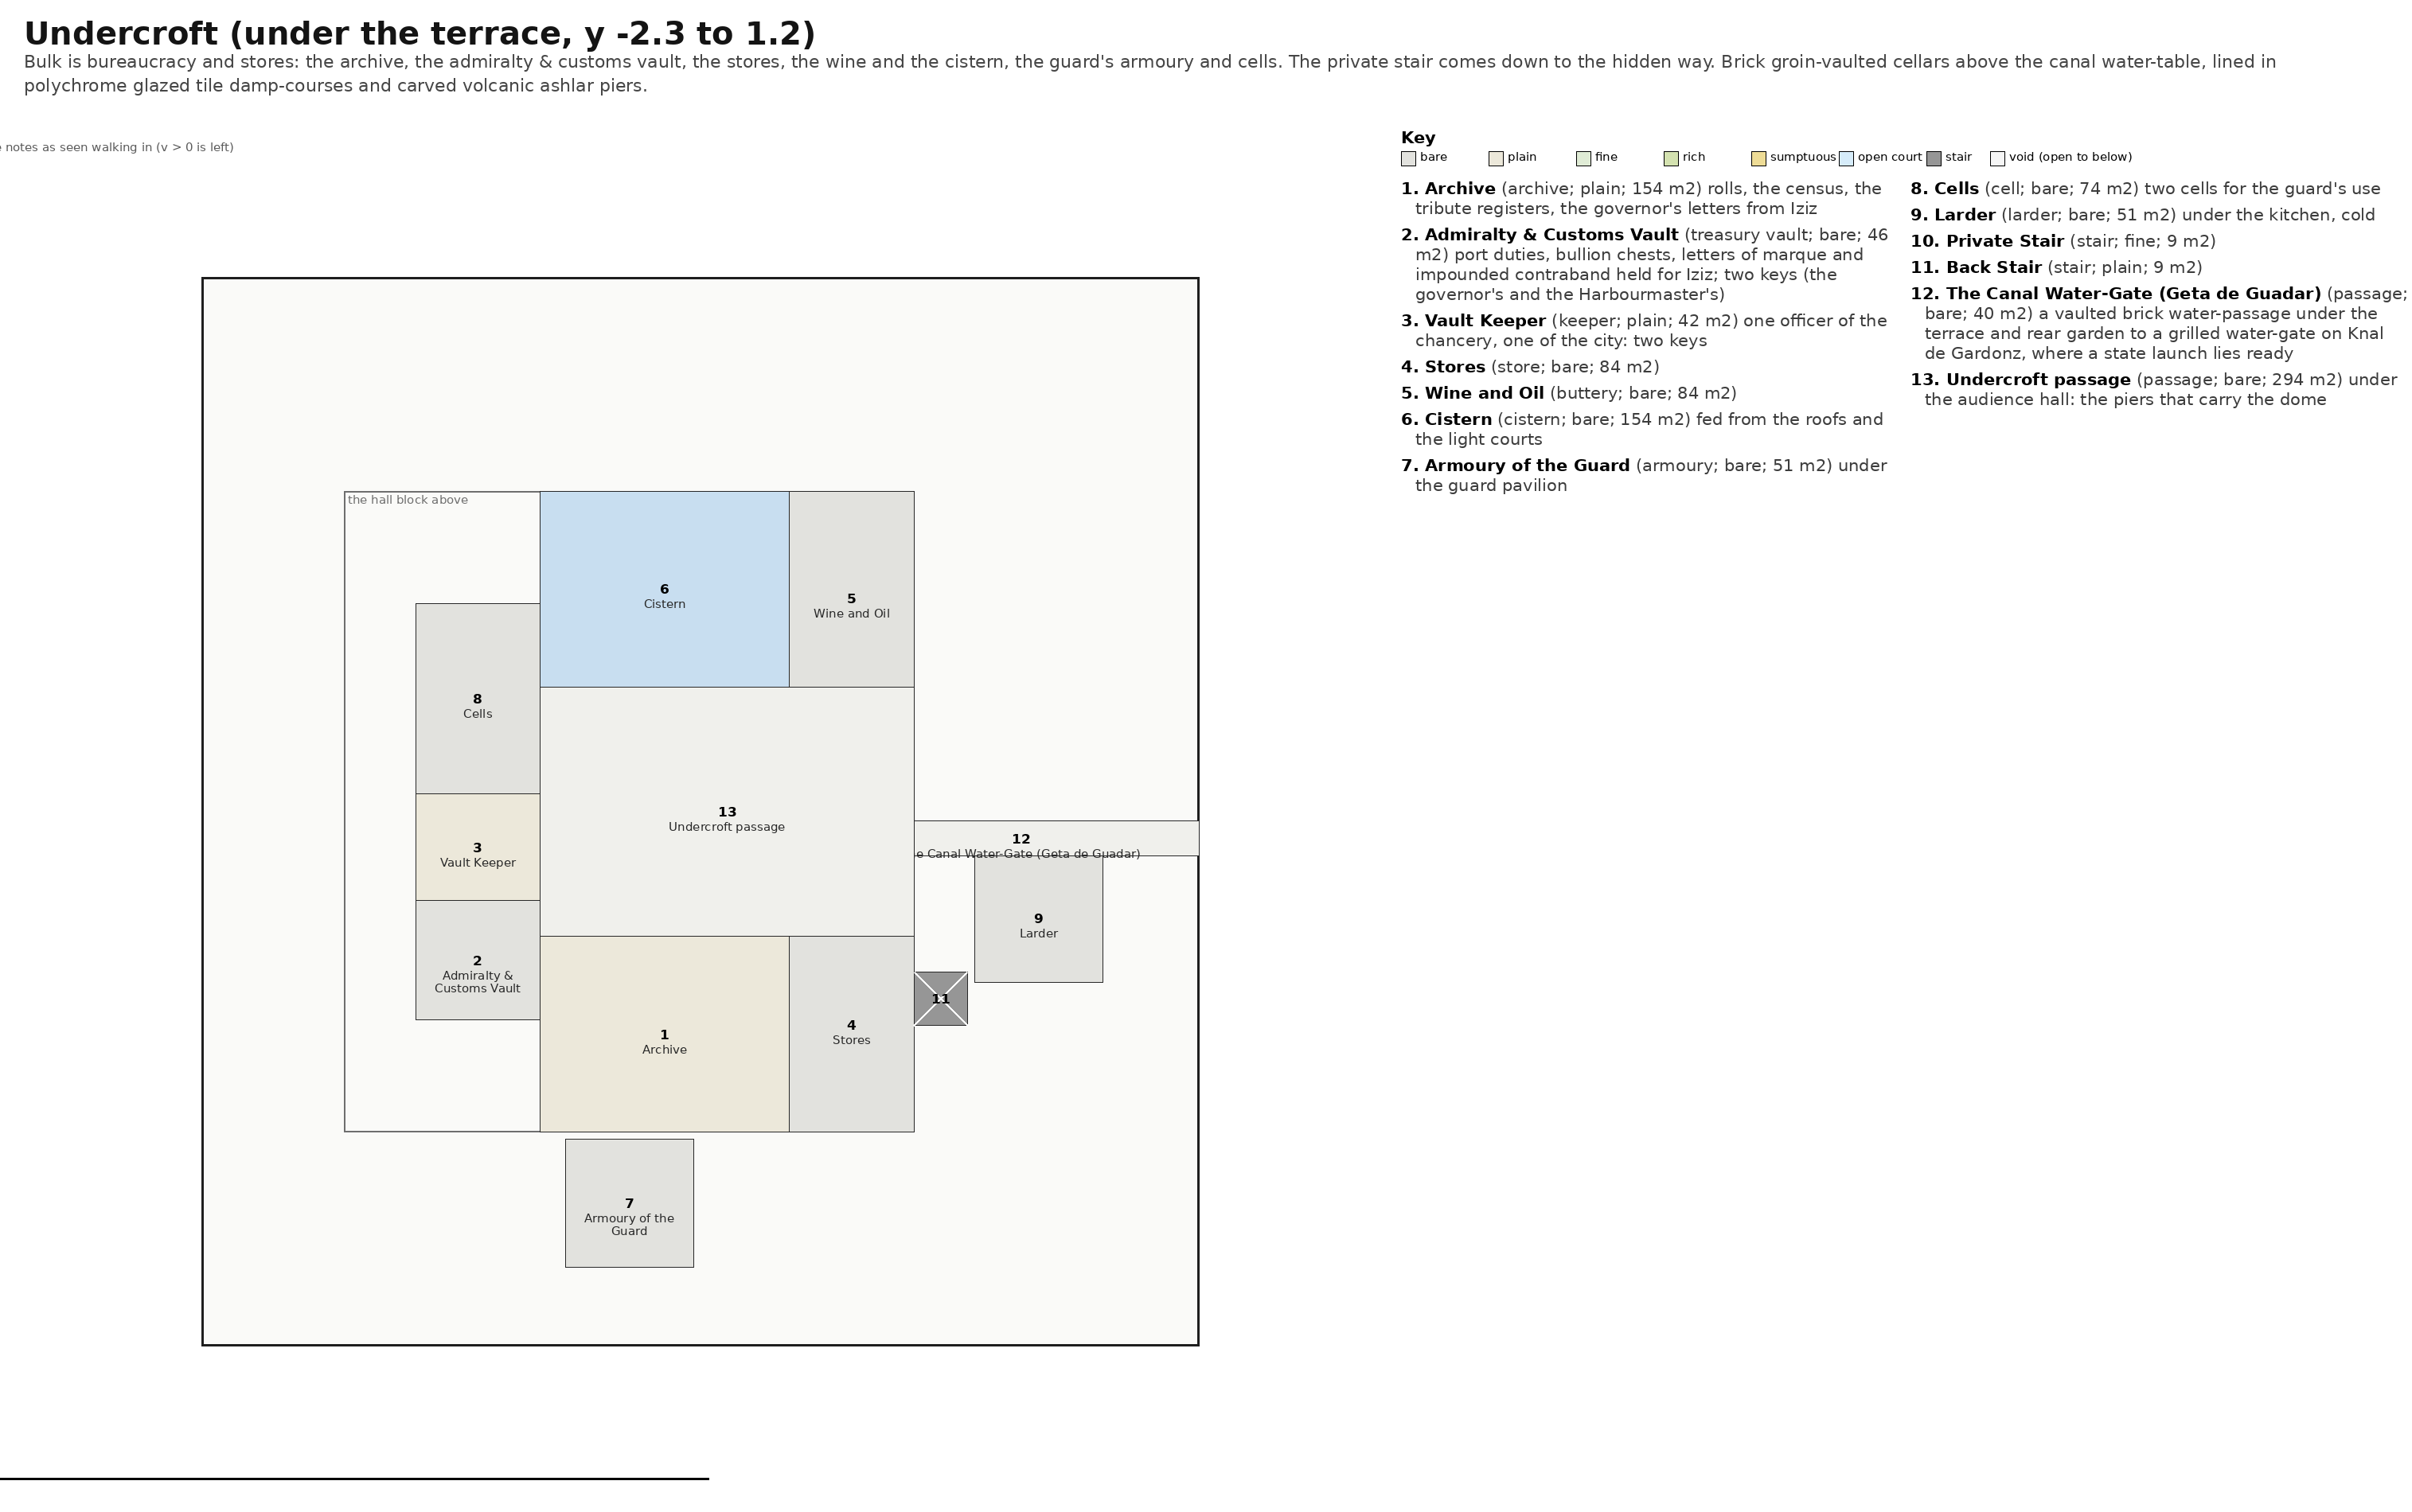 Undercroft (under the terrace, y -2.3 to 1.2)
Bulk is bureaucracy and stores: the archive, the admiralty & customs vault, the stores, the wine and the cistern, the guard's armoury and cells. The private stair comes down to the hidden way. Brick groin-vaulted cellars above the canal water-table, lined in
polychrome glazed tile damp-courses and carved volcanic ashlar piers.
notes as seen walking in (v > 0 is left)
Key
bare plain fine rich sumptuous open court stair void (open to below)
1. Archive (archive; plain; 154 m2) rolls, the census, the
tribute registers, the governor's letters from Iziz
2. Admiralty & Customs Vault (treasury vault; bare; 46
m2) port duties, bullion chests, letters of marque and
impounded contraband held for Iziz; two keys (the
governor's and the Harbourmaster's)
3. Vault Keeper (keeper; plain; 42 m2) one officer of the
chancery, one of the city: two keys
4. Stores (store; bare; 84 m2)
5. Wine and Oil (buttery; bare; 84 m2)
6. Cistern (cistern; bare; 154 m2) fed from the roofs and
the light courts
7. Armoury of the Guard (armoury; bare; 51 m2) under
the guard pavilion
8. Cells (cell; bare; 74 m2) two cells for the guard's use
9. Larder (larder; bare; 51 m2) under the kitchen, cold
10. Private Stair (stair; fine; 9 m2)
11. Back Stair (stair; plain; 9 m2)
12. The Canal Water-Gate (Geta de Guadar) (passage;
bare; 40 m2) a vaulted brick water-passage under the
terrace and rear garden to a grilled water-gate on Knal
de Gardonz, where a state launch lies ready
13. Undercroft passage (passage; bare; 294 m2) under
the audience hall: the piers that carry the dome
the hall block above
6
Cistern
5
Wine and Oil
8
Cells
13
Undercroft passage
12
e Canal Water-Gate (Geta de Guadar)
3
Vault Keeper
9
Larder
2
Admiralty &
Customs Vault
11
1
Archive
4
Stores
7
Armoury of the
Guard